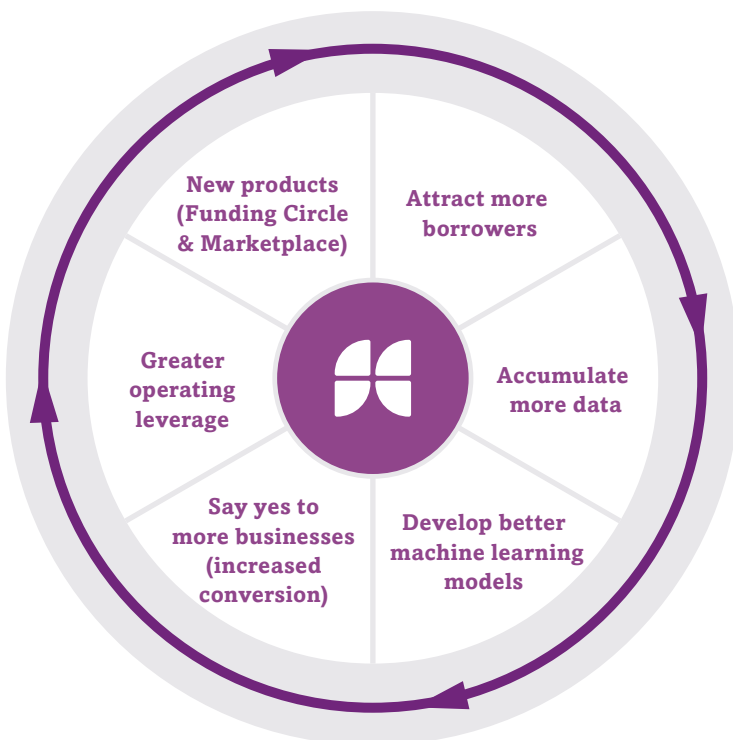 New products
(Funding Circle
& Marketplace)
Attract more
borrowers
Accumulate
more data
Develop better
machine learning
models
Say yes to
more businesses
(increased
conversion)
Greater
operating
leverage